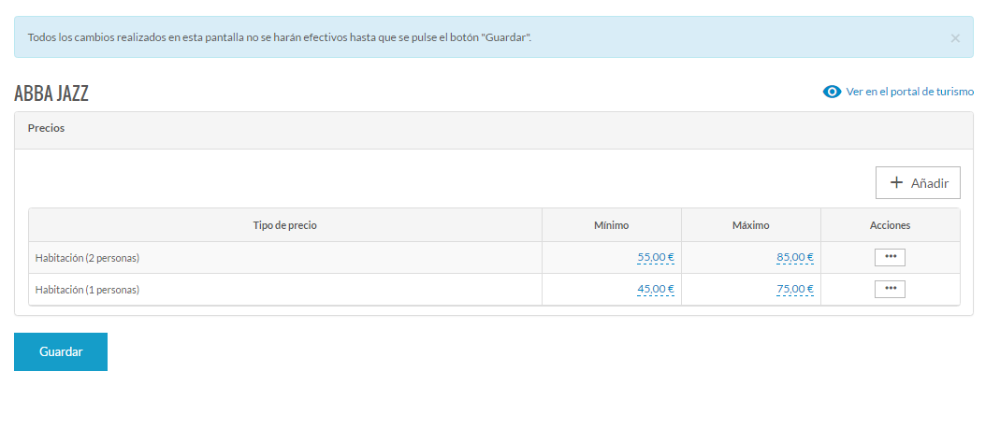 Todos los cambios realizados en esta pantalla no se harán efectivos hasta que se pulse el botón "Guardar". ×
ABBA JAZZ
Ver en el portal de turismo
Precios
+ Añadir
Tipo de precio Mínimo Máximo Acciones
Habitación (2 personas) 55,00 € 85,00 € •••
Habitación (1 personas) 45,00 € 75,00 € •••
Guardar